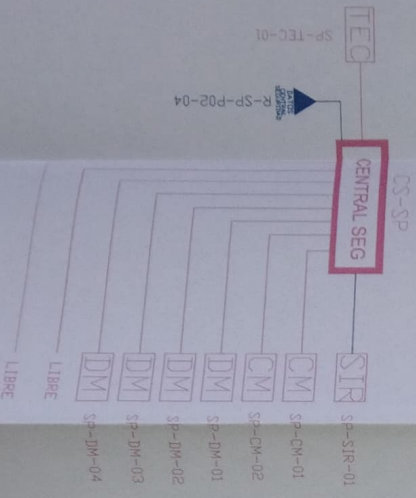 TEC
SP-TEC-01
R-SP-P02-04
CS-SP
CENTRAL SEG
SIR
SP-SIR-01
CM
SP-CM-01
CM
SP-CM-02
DM
SP-DM-01
DM
SP-DM-02
DM
SP-DM-03
DM
SP-DM-04
LIBRE
LIBRE